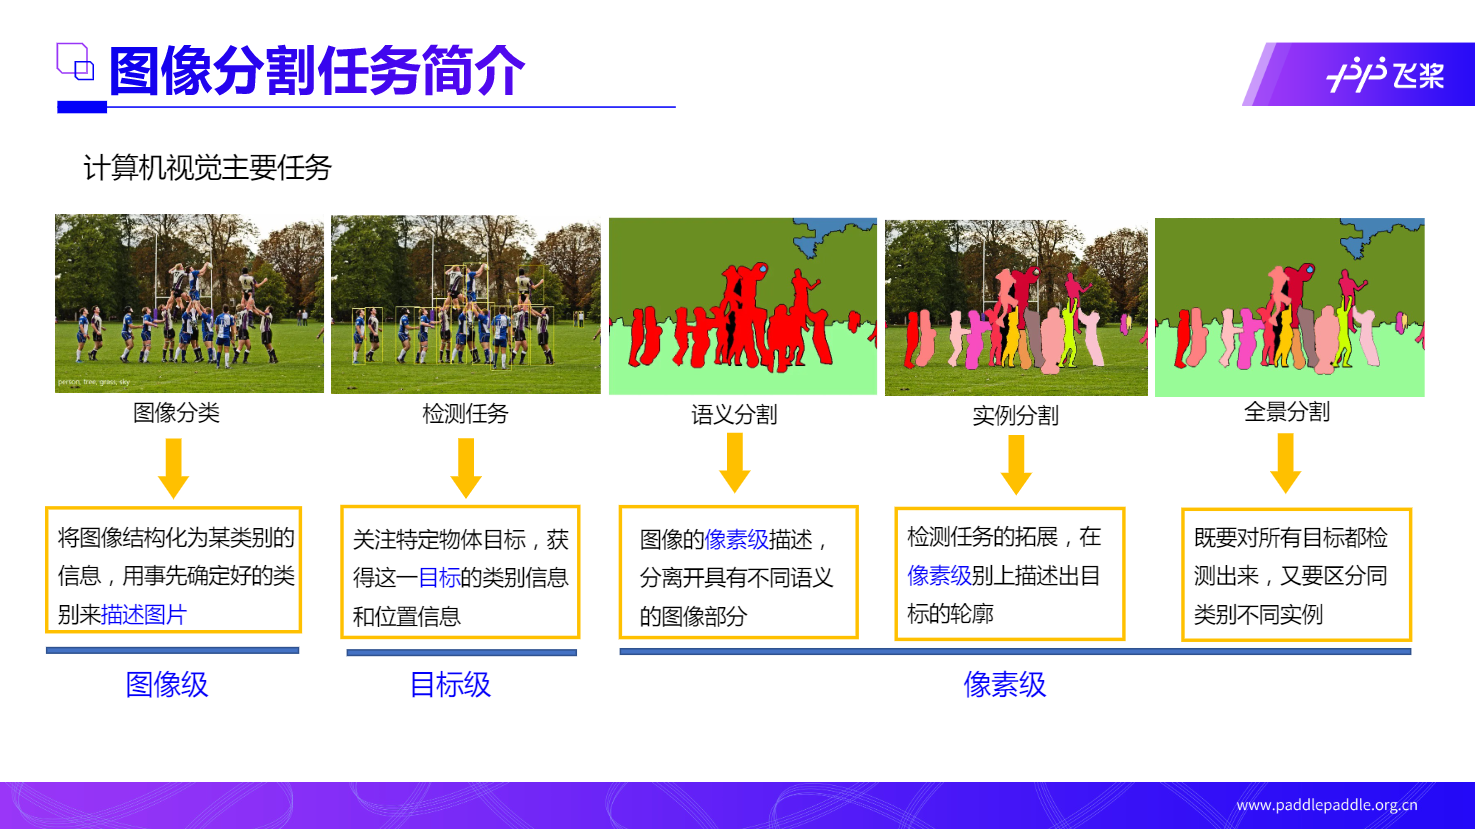 图像分割任务简介
飞桨
计算机视觉主要任务
person, tree, grass, sky
图像分类
检测任务
语义分割
实例分割
全景分割
将图像结构化为某类别的
信息，用事先确定好的类
别来描述图片
关注特定物体目标，获
得这一目标的类别信息
和位置信息
图像的像素级描述，
分离开具有不同语义
的图像部分
检测任务的拓展，在
像素级别上描述出目
标的轮廓
既要对所有目标都检
测出来，又要区分同
类别不同实例
图像级
目标级
像素级
www.paddlepaddle.org.cn